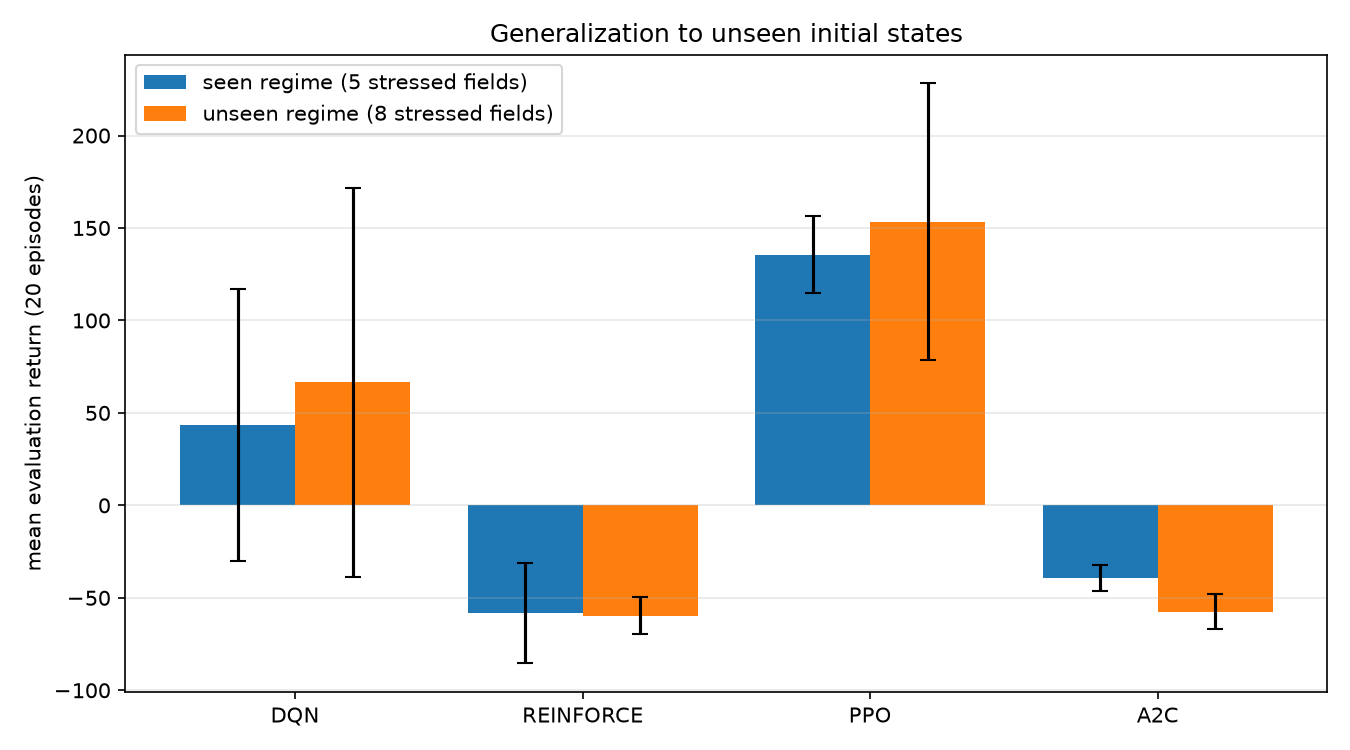 Generalization to unseen initial states
seen regime (5 stressed fields)
unseen regime (8 stressed fields)
mean evaluation return (20 episodes)
200
150
100
50
0
−50
−100
DQN
REINFORCE
PPO
A2C